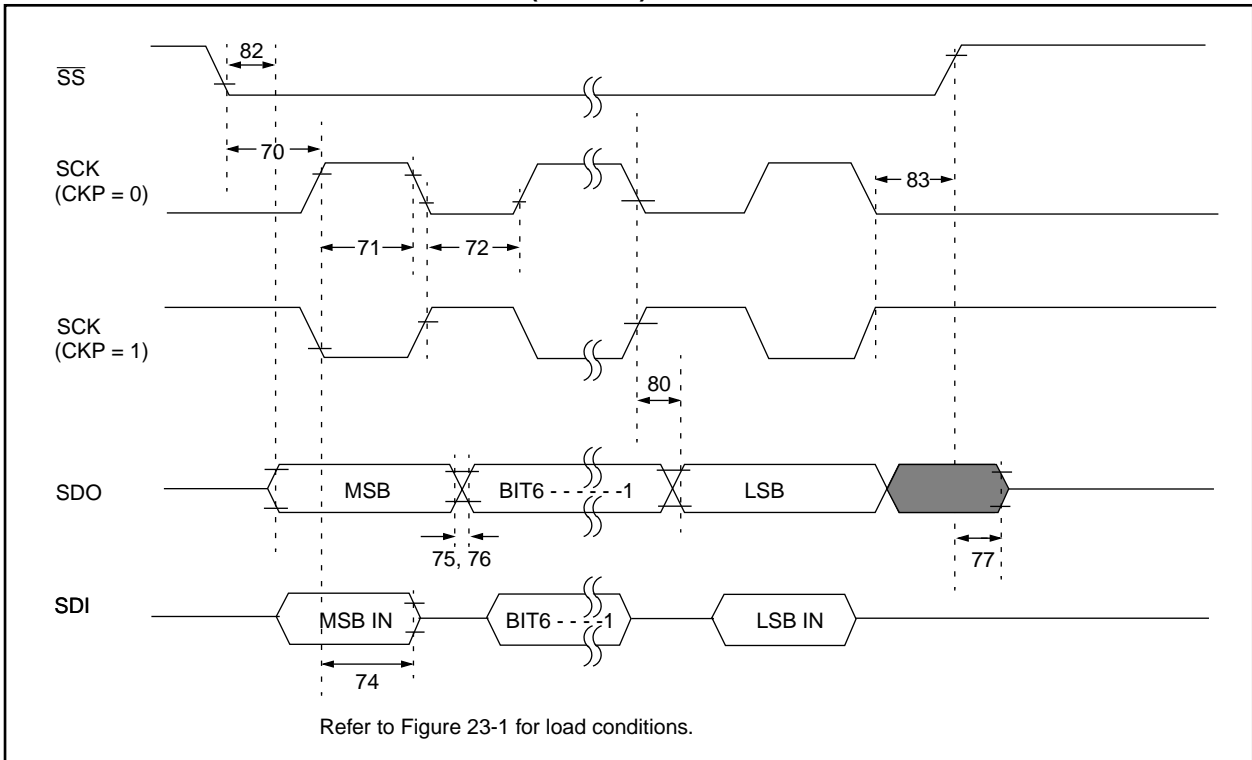 82
SS
70
SCK
(CKP = 0)
83
71
72
SCK
(CKP = 1)
80
SDO
MSB
BIT6 - - - - - -1
LSB
75, 76
77
SDI
MSB IN
BIT6 - - - -1
LSB IN
74
Refer to Figure 23-1 for load conditions.